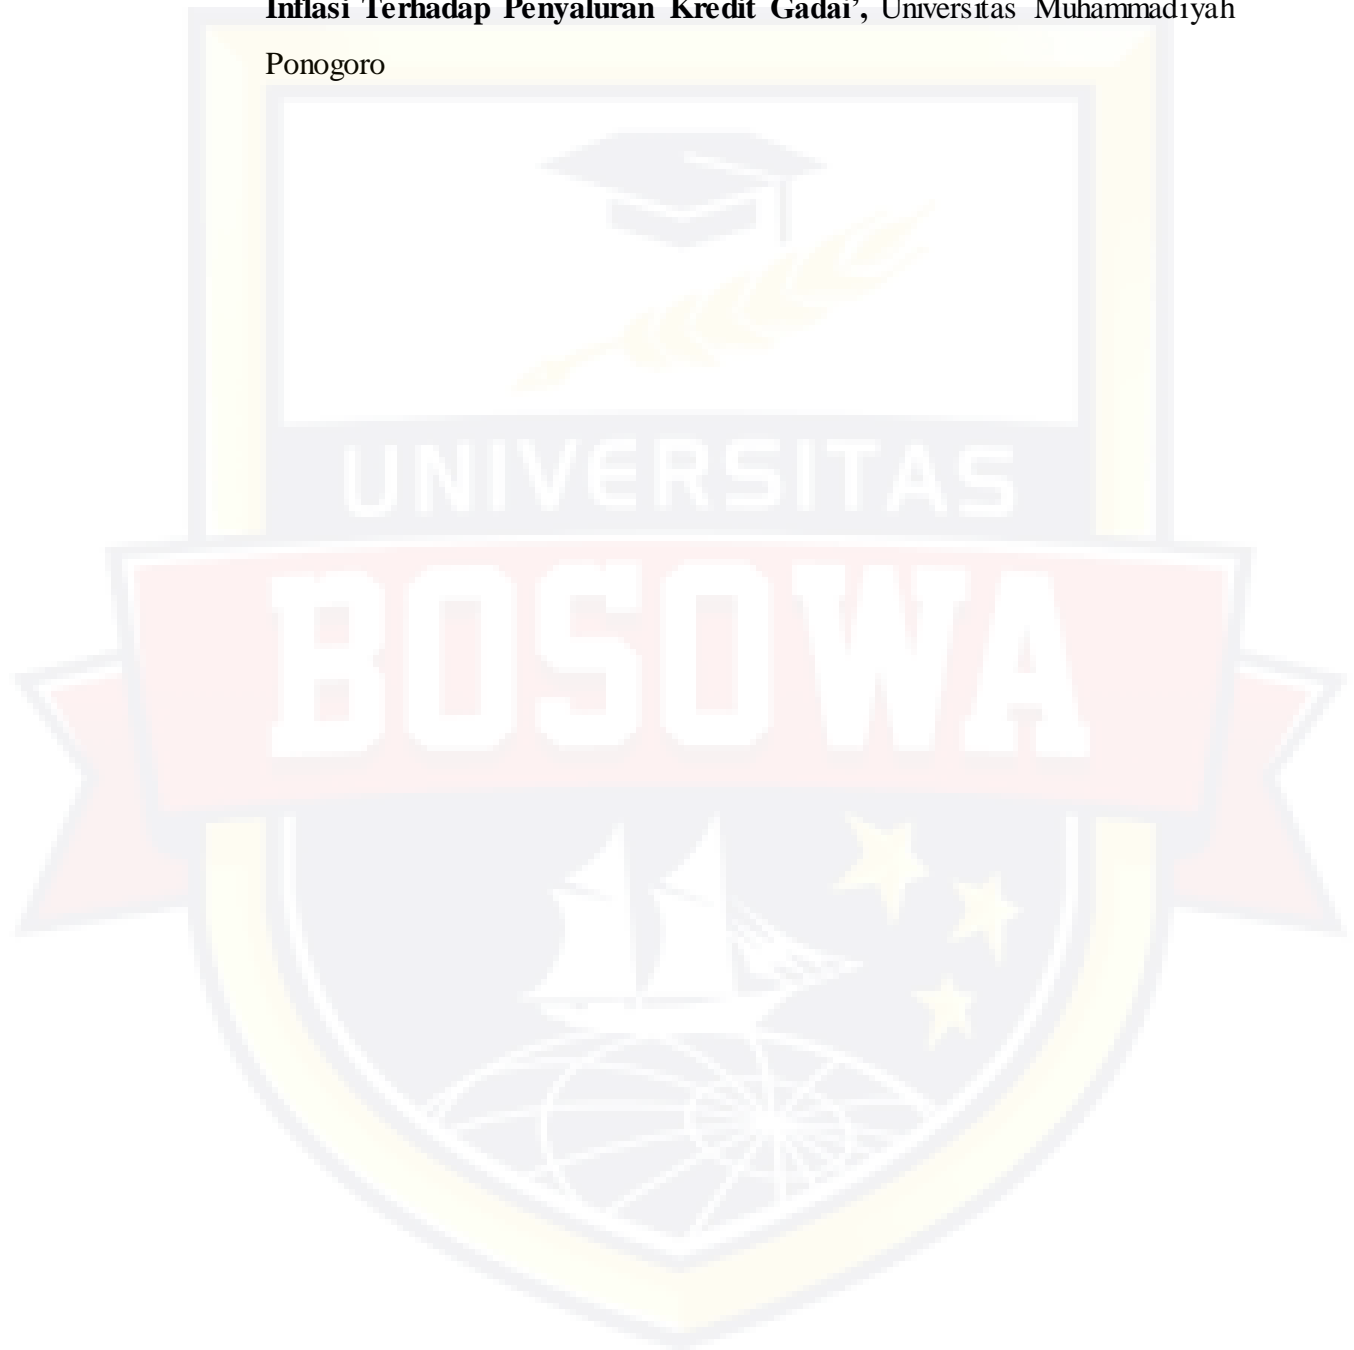 Inflasi Terhadap Penyaluran Kredit Gadai’, Universitas Muhammadiyah
Ponogoro
UNIVERSITAS
BOSOWA